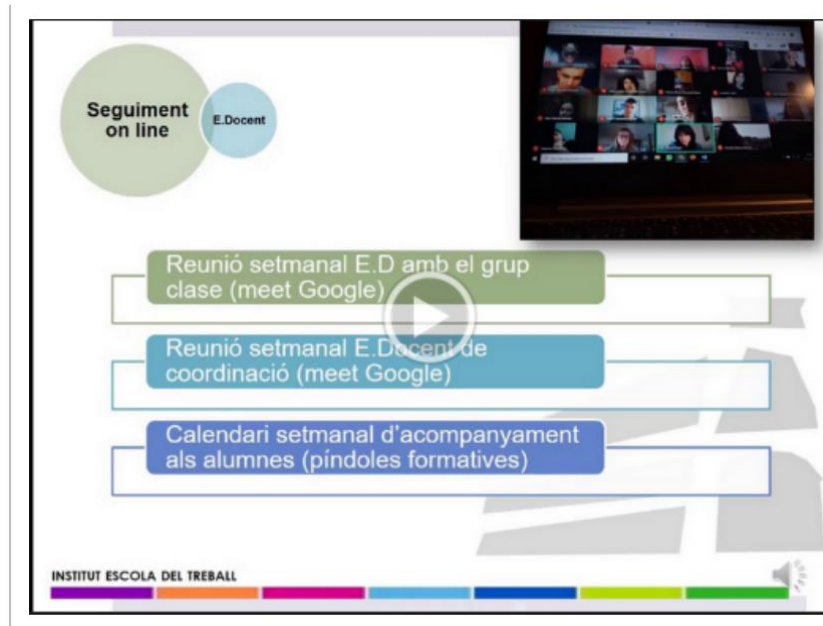 Seguiment
on line
E.Docent
Reunió setmanal E.D amb el grup
clase (meet Google)
Reunió setmanal E.Docent de
coordinació (meet Google)
Calendari setmanal d'acompanyament
als alumnes (píndoles formatives)
INSTITUT ESCOLA DEL TREBALL